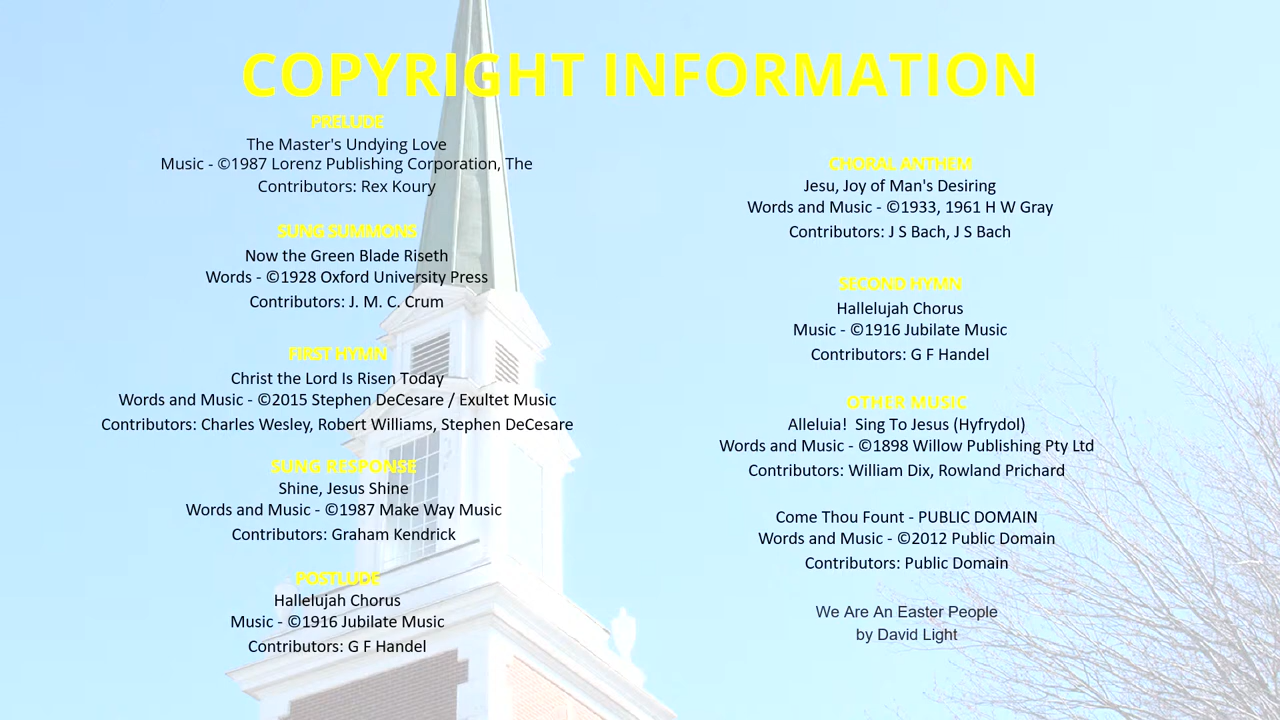 COPYRIGHT INFORMATION
PRELUDE
The Master's Undying Love
Music - ©1987 Lorenz Publishing Corporation, The
Contributors: Rex Koury
SUNG SUMMONS
Now the Green Blade Riseth
Words - ©1928 Oxford University Press
Contributors: J. M. C. Crum
FIRST HYMN
Christ the Lord Is Risen Today
Words and Music - ©2015 Stephen DeCesare / Exultet Music
Contributors: Charles Wesley, Robert Williams, Stephen DeCesare
SUNG RESPONSE
Shine, Jesus Shine
Words and Music - ©1987 Make Way Music
Contributors: Graham Kendrick
POSTLUDE
Hallelujah Chorus
Music - ©1916 Jubilate Music
Contributors: G F Handel
CHORAL ANTHEM
Jesu, Joy of Man's Desiring
Words and Music - ©1933, 1961 H W Gray
Contributors: J S Bach, J S Bach
SECOND HYMN
Hallelujah Chorus
Music - ©1916 Jubilate Music
Contributors: G F Handel
OTHER MUSIC
Alleluia!  Sing To Jesus (Hyfrydol)
Words and Music - ©1898 Willow Publishing Pty Ltd
Contributors: William Dix, Rowland Prichard
Come Thou Fount - PUBLIC DOMAIN
Words and Music - ©2012 Public Domain
Contributors: Public Domain
We Are An Easter People
by David Light